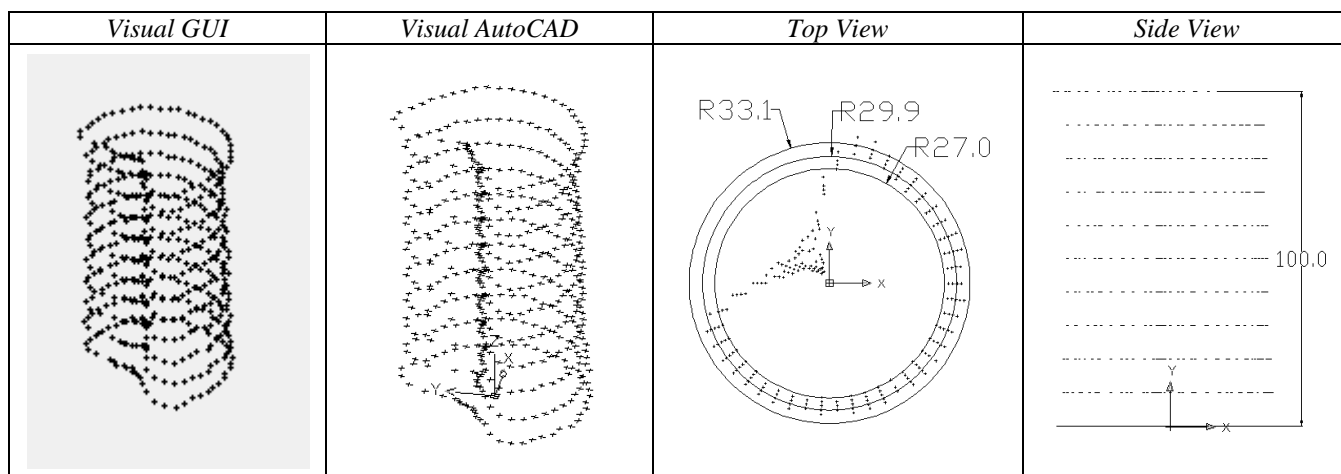 Visual GUI
Visual AutoCAD
Top View
Side View
X
Y
R33.1
R29.9
R27.0
Y
X
100.0
Y
X